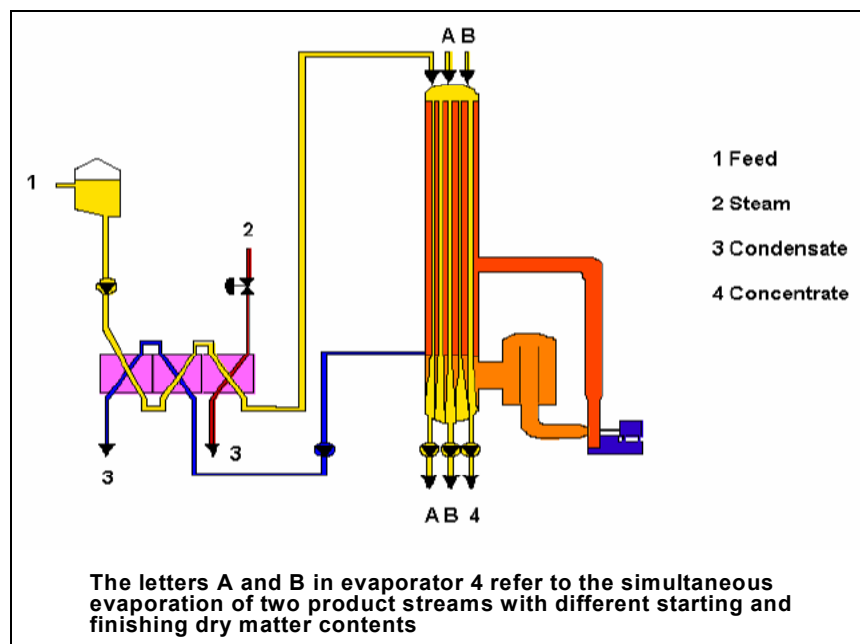 A B
1
2
1 Feed
2 Steam
3 Condensate
4 Concentrate
3
3
A B 4
The letters A and B in evaporator 4 refer to the simultaneous
evaporation of two product streams with different starting and
finishing dry matter contents